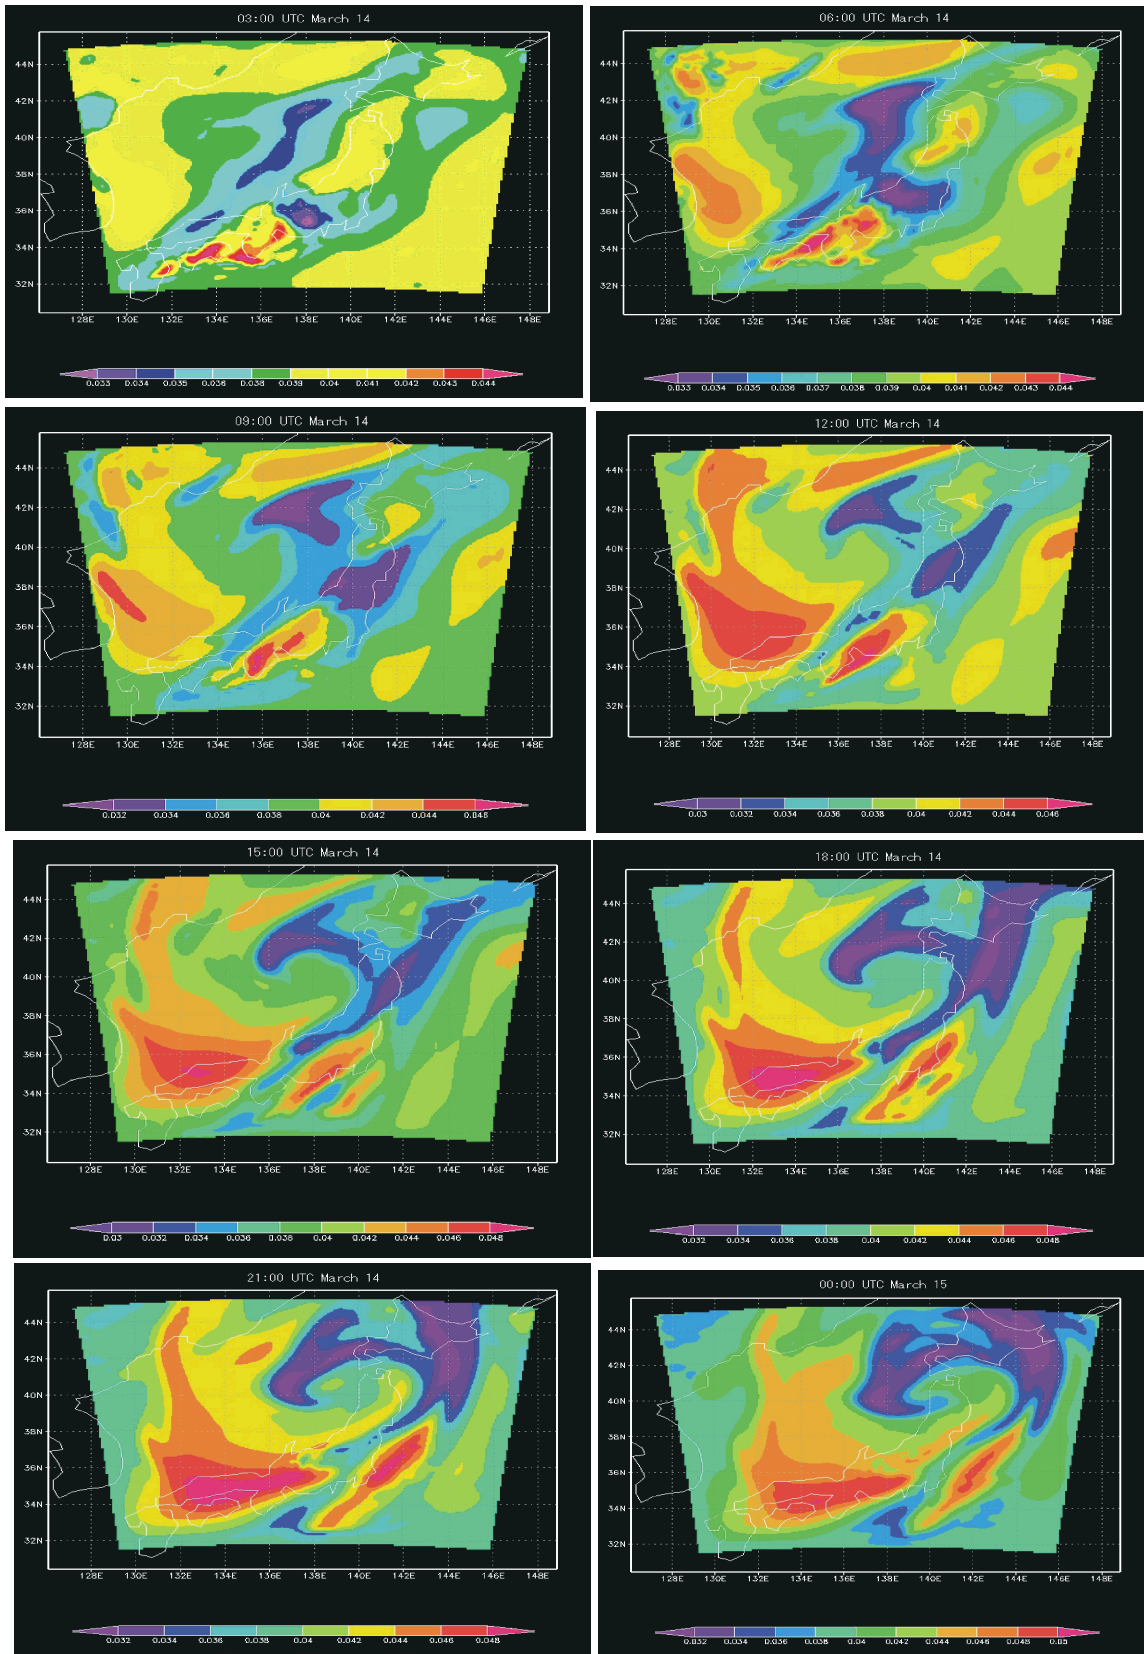 03:00 UTC March 14
44N
42N
40N
38N
36N
34N
32N
128E 130E 132E 134E 136E 138E 140E 142E 144E 146E 148E
0.033 0.034 0.035 0.036 0.038 0.039 0.04 0.041 0.042 0.043 0.044
06:00 UTC March 14
44N
42N
40N
38N
36N
34N
32N
128E 130E 132E 134E 136E 138E 140E 142E 144E 146E 148E
0.033 0.034 0.035 0.036 0.037 0.038 0.039 0.04 0.041 0.042 0.043 0.044
09:00 UTC March 14
44N
42N
40N
38N
36N
34N
32N
128E 130E 132E 134E 136E 138E 140E 142E 144E 146E 148E
0.032 0.034 0.036 0.038 0.04 0.042 0.044 0.048
12:00 UTC March 14
44N
42N
40N
38N
36N
34N
32N
128E 130E 132E 134E 136E 138E 140E 142E 144E 146E 148E
0.03 0.032 0.034 0.036 0.038 0.04 0.042 0.044 0.046
15:00 UTC March 14
44N
42N
40N
38N
36N
34N
32N
128E 130E 132E 134E 136E 138E 140E 142E 144E 146E 148E
0.03 0.032 0.034 0.036 0.038 0.04 0.042 0.044 0.046 0.048
18:00 UTC March 14
44N
42N
40N
38N
36N
34N
32N
128E 130E 132E 134E 136E 138E 140E 142E 144E 146E 148E
0.032 0.034 0.036 0.038 0.04 0.042 0.044 0.046 0.048
21:00 UTC March 14
44N
42N
40N
38N
36N
34N
32N
128E 130E 132E 134E 136E 138E 140E 142E 144E 146E 148E
0.032 0.036 0.038 0.04 0.042 0.044 0.046 0.048
00:00 UTC March 15
44N
42N
40N
38N
36N
34N
32N
128E 130E 132E 134E 136E 138E 140E 142E 144E 146E 148E
0.032 0.034 0.036 0.038 0.04 0.042 0.044 0.046 0.048 0.05